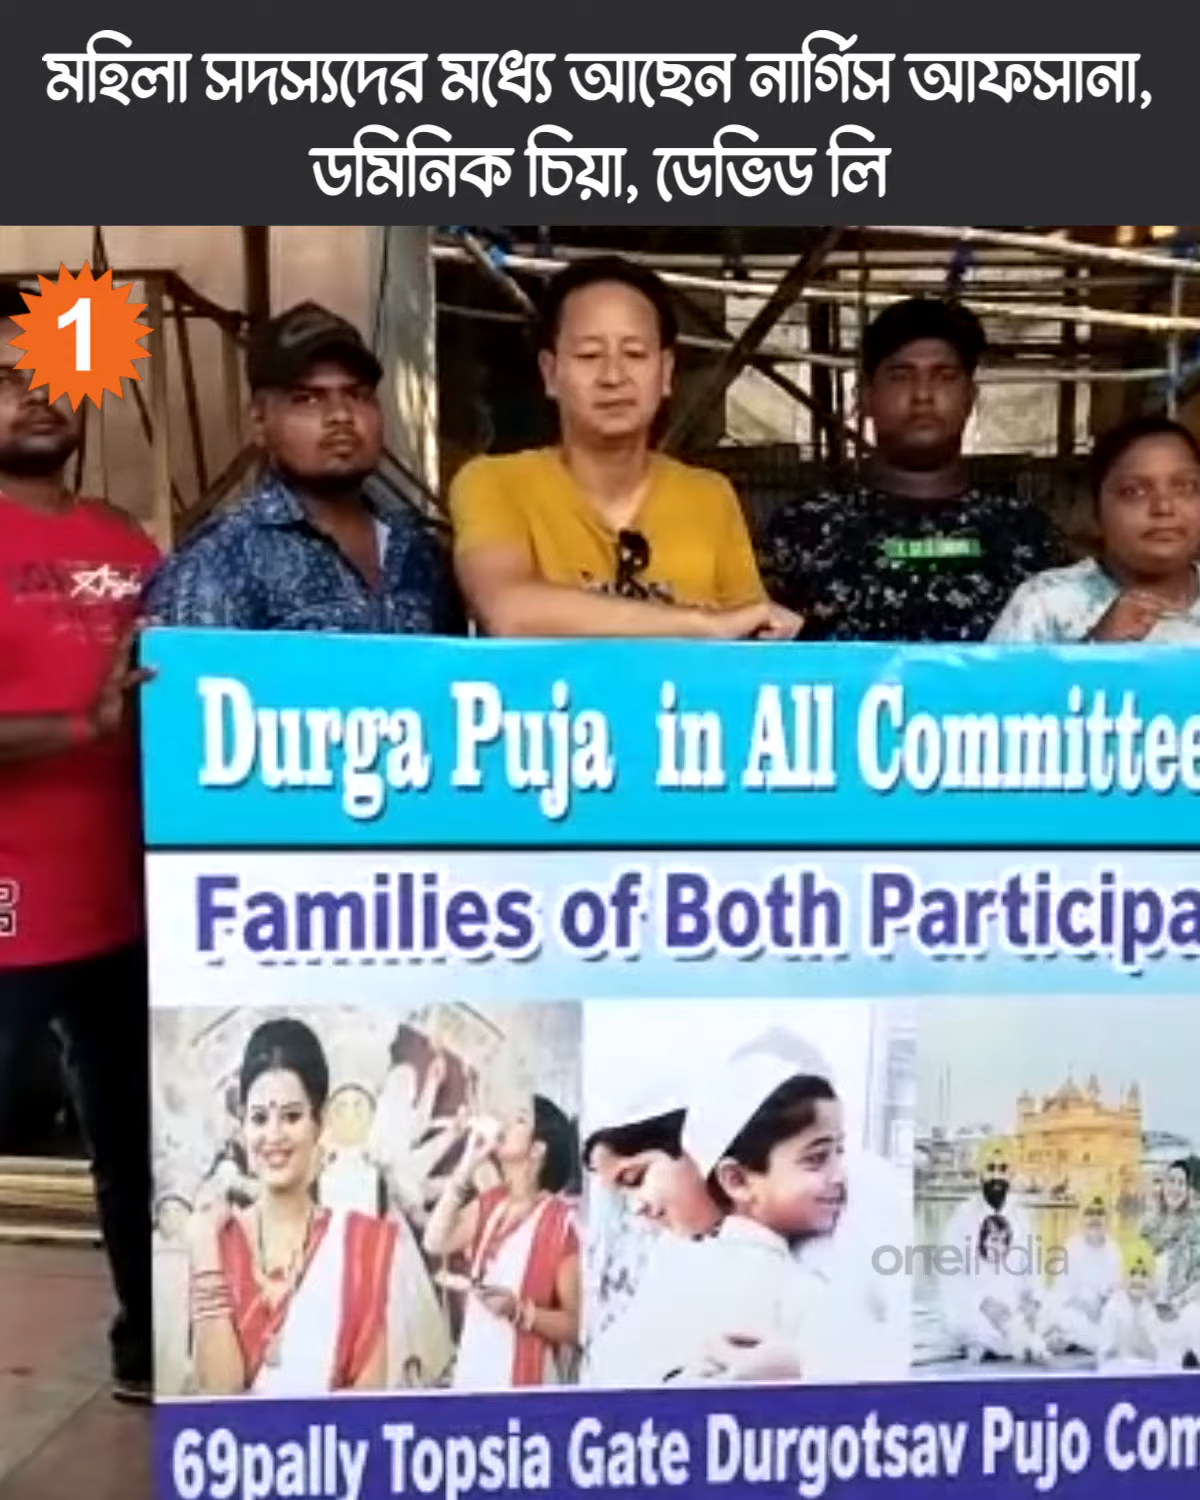 মহিলা সদস্যদের মধ্যে আছেন নার্গিস আফসানা,
ডমিনিক চিয়া, ডেভিড লি
1
Durga Puja in All Committee
Families of Both Participa
oneindia
69pally Topsia Gate Durgotsav Pujo Com